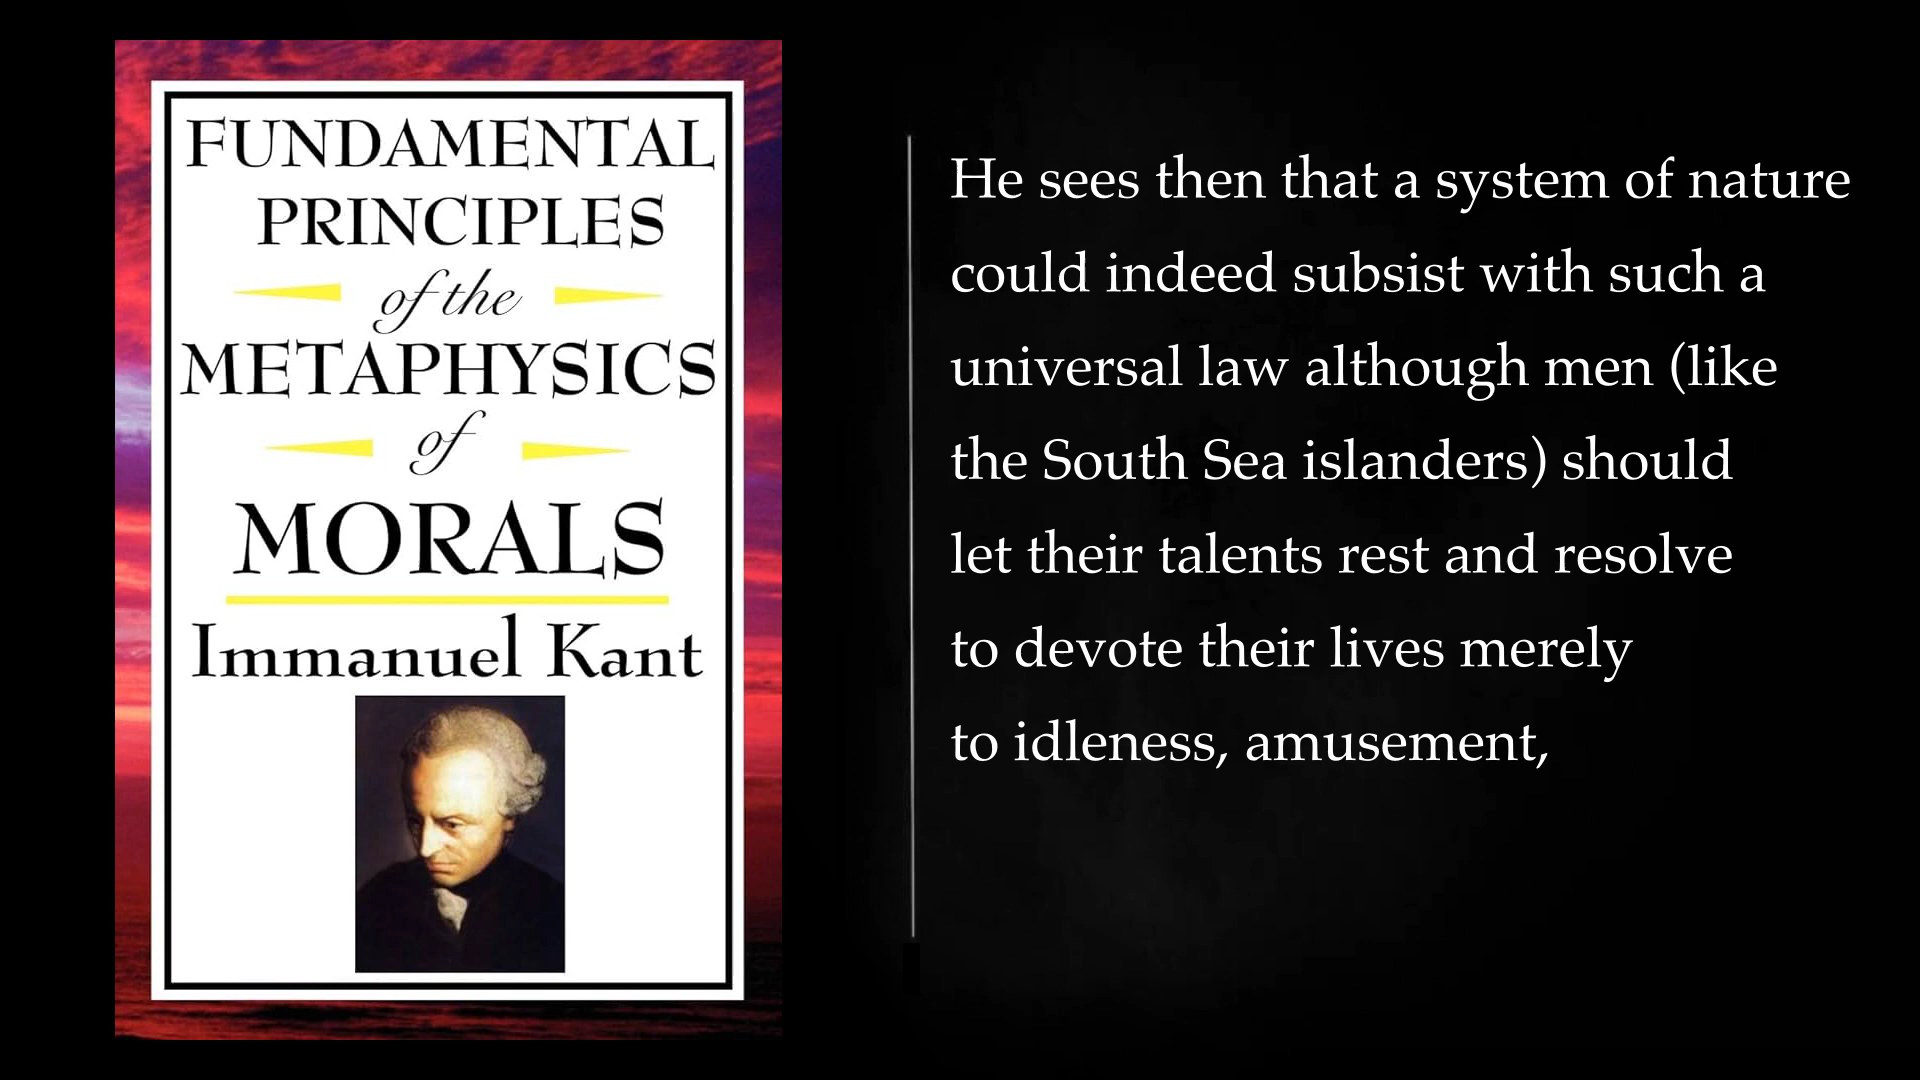 FUNDAMENTAL
PRINCIPLES
of the
METAPHYSICS
of
MORALS
Immanuel Kant
He sees then that a system of nature
could indeed subsist with such a
universal law although men (like
the South Sea islanders) should
let their talents rest and resolve
to devote their lives merely
to idleness, amusement,